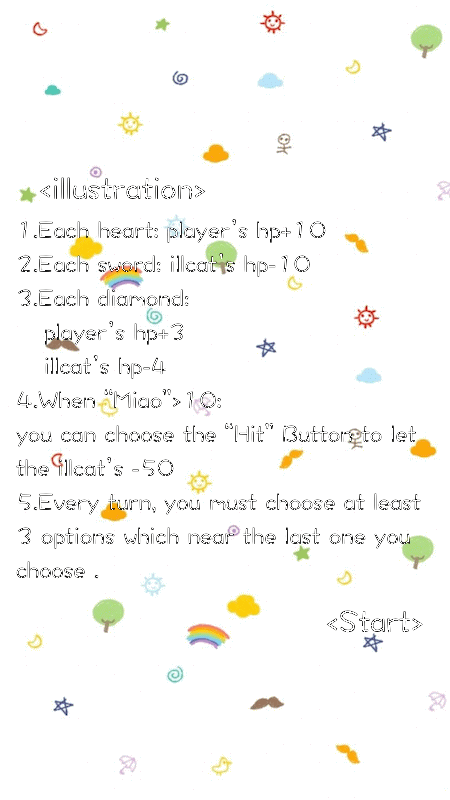 <illustration>
1.Each heart: player's hp+10
2.Each sword: illcat's hp-10
3.Each diamond:
player's hp+3
illcat's hp-4
4.When “Miao”>10:
you can choose the “Hit” Button to let
the illcat's -50
5.Every turn, you must choose at least
3 options which near the last one you
choose .
<Start>